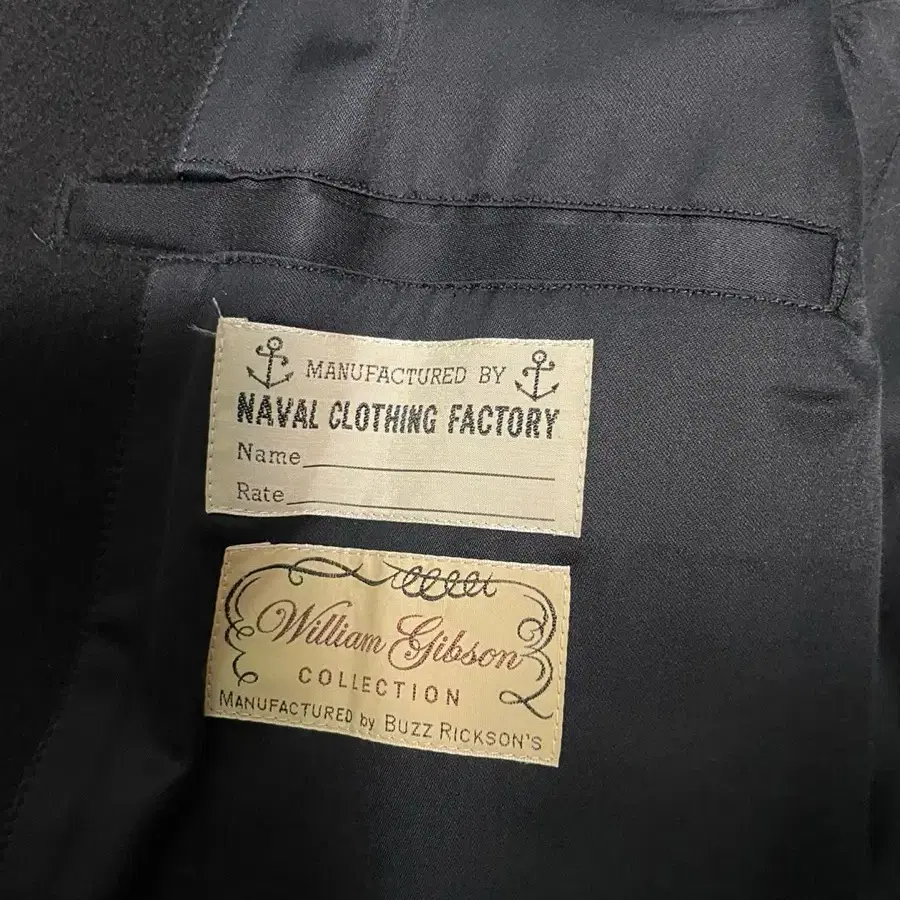 MANUFACTURED BY
NAVAL CLOTHING FACTORY
Name
Rate
William Gibson
COLLECTION
MANUFACTURED by BUZZ RICKSON'S